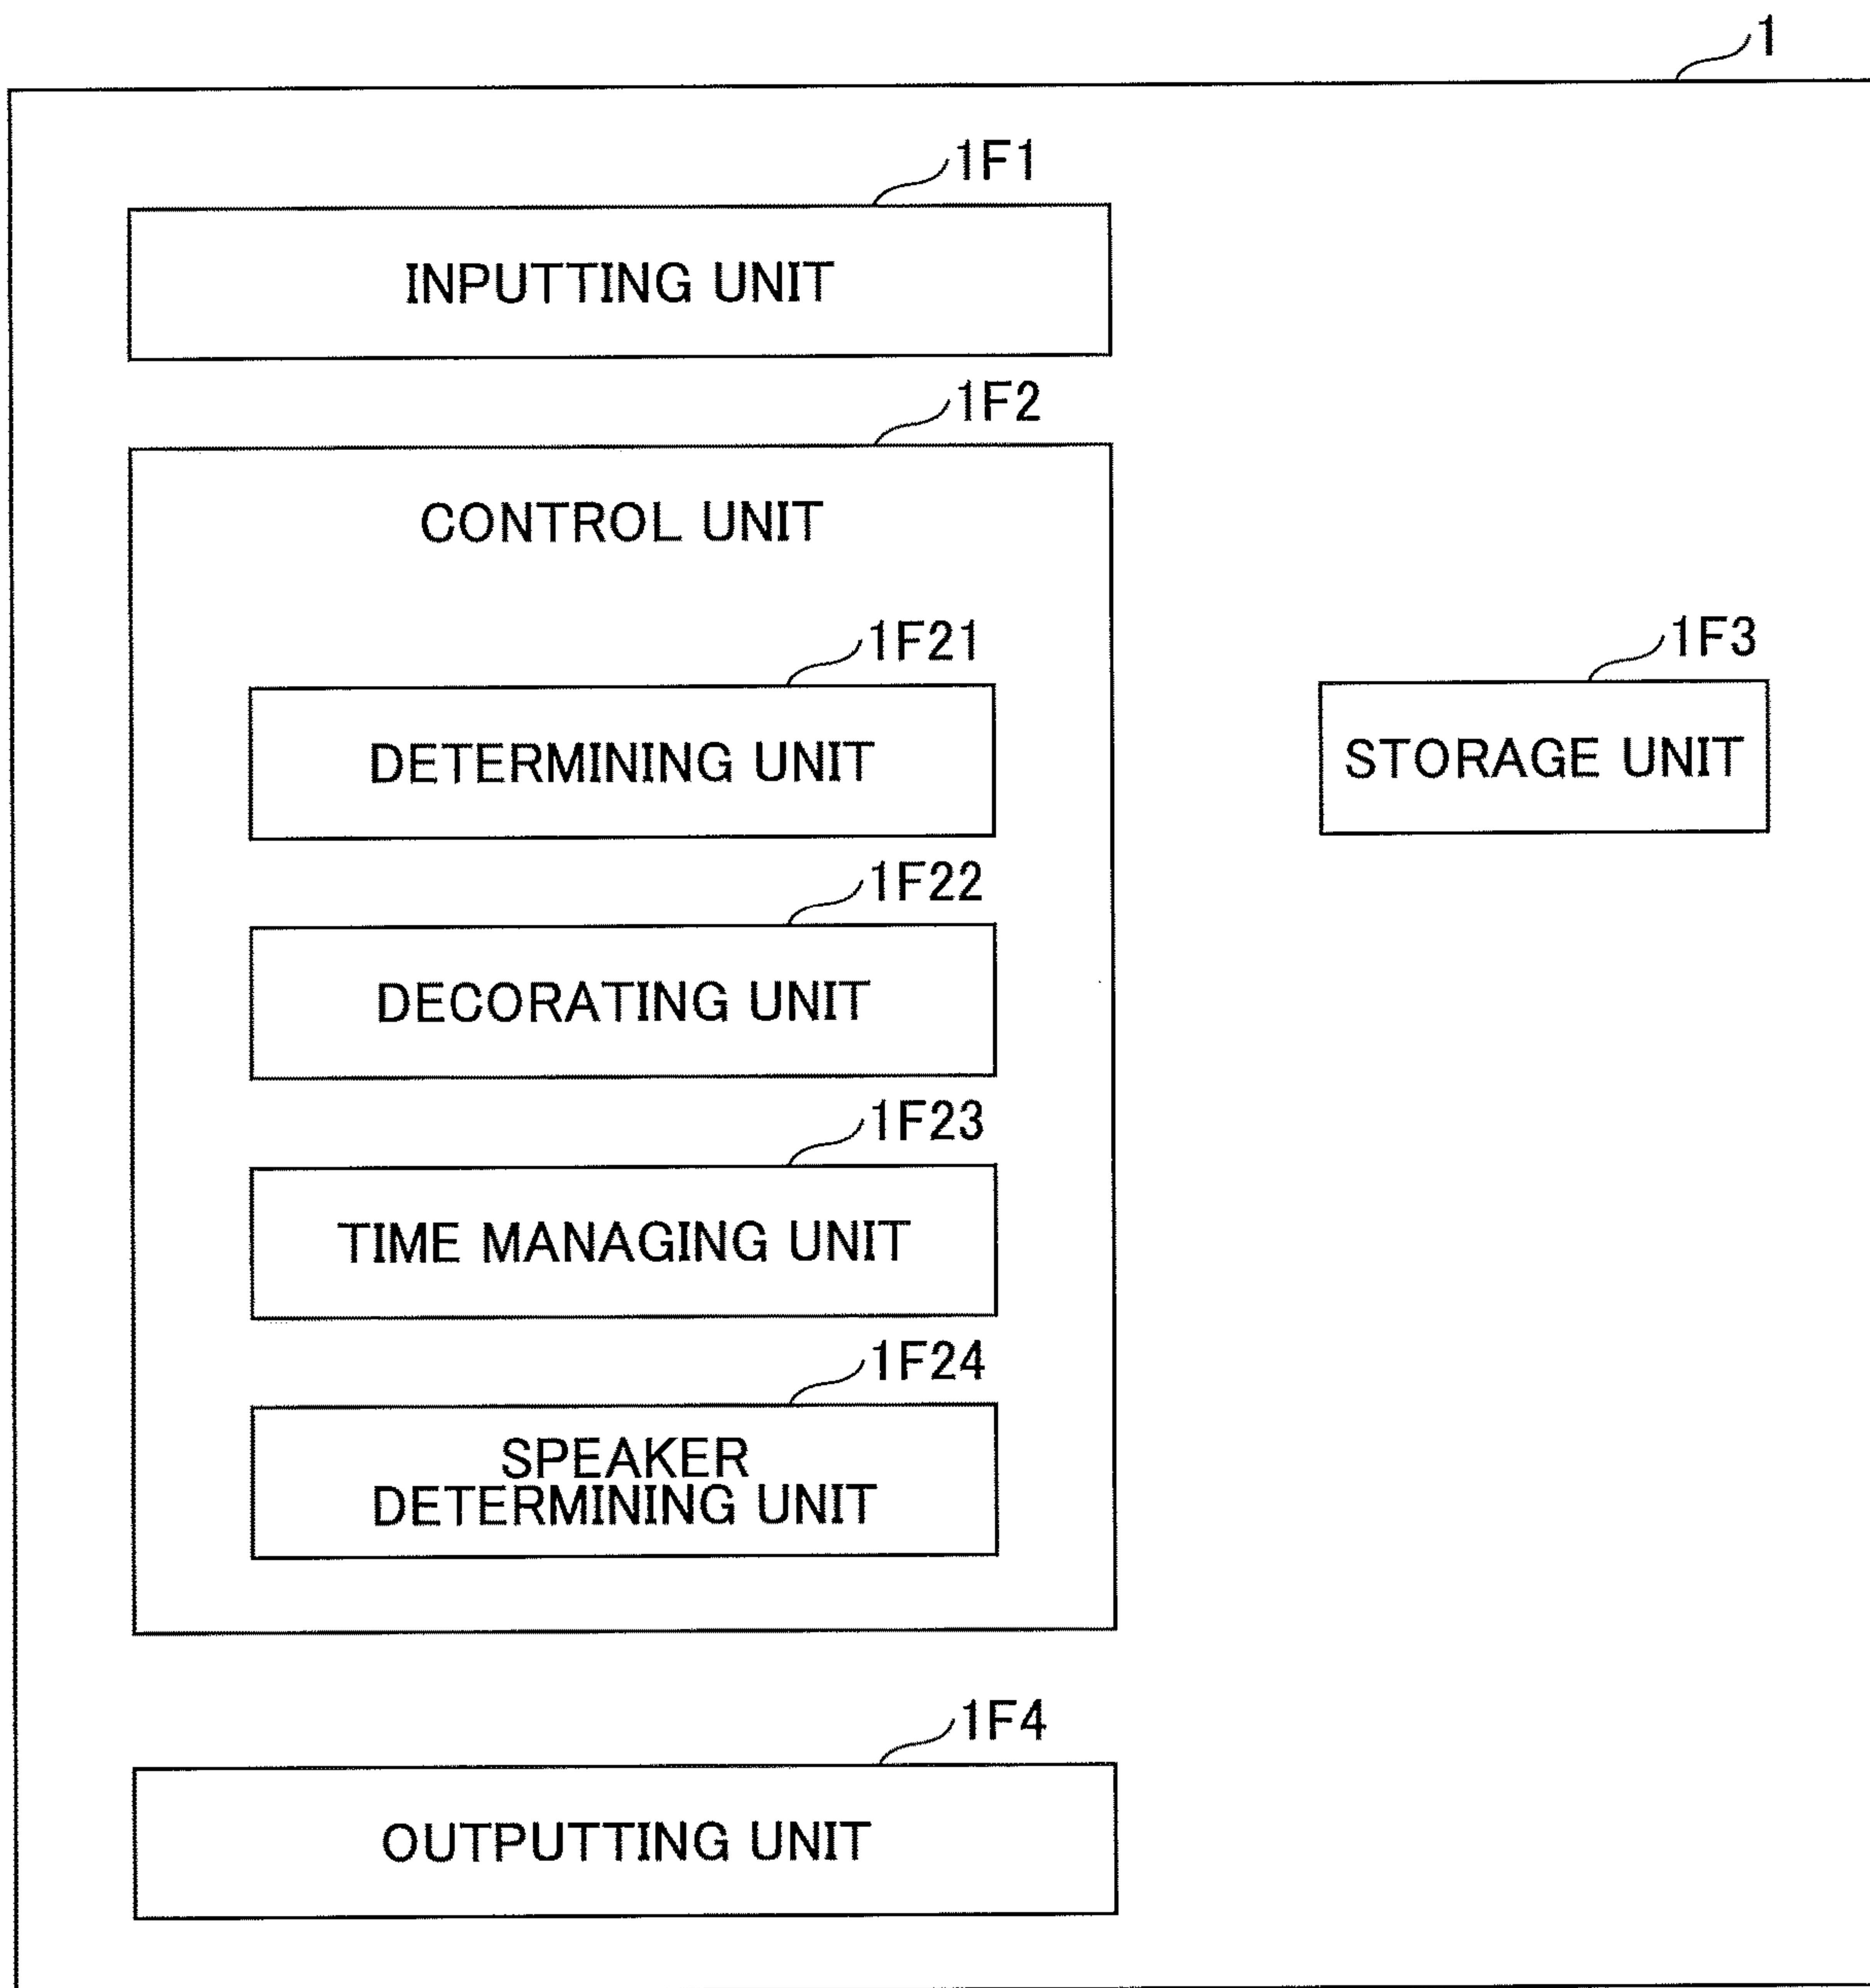 1
1F1
INPUTTING UNIT
1F2
CONTROL UNIT
1F21
DETERMINING UNIT
1F3
STORAGE UNIT
1F22
DECORATING UNIT
1F23
TIME MANAGING UNIT
1F24
SPEAKER
DETERMINING UNIT
1F4
OUTPUTTING UNIT